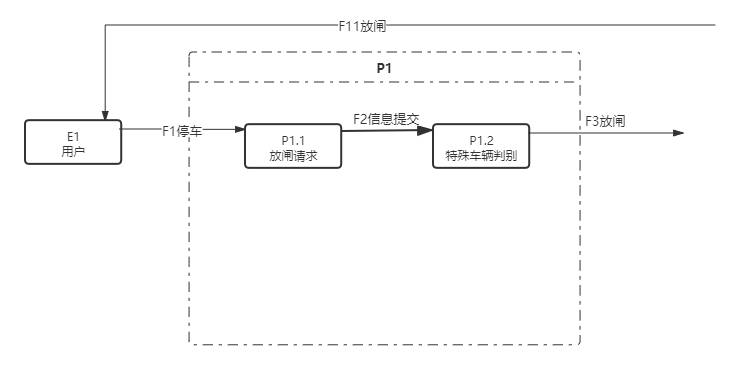 F11放闸
P1
E1
用户
F1停车
P1.1
放闸请求
F2信息提交
P1.2
特殊车辆判别
F3放闸